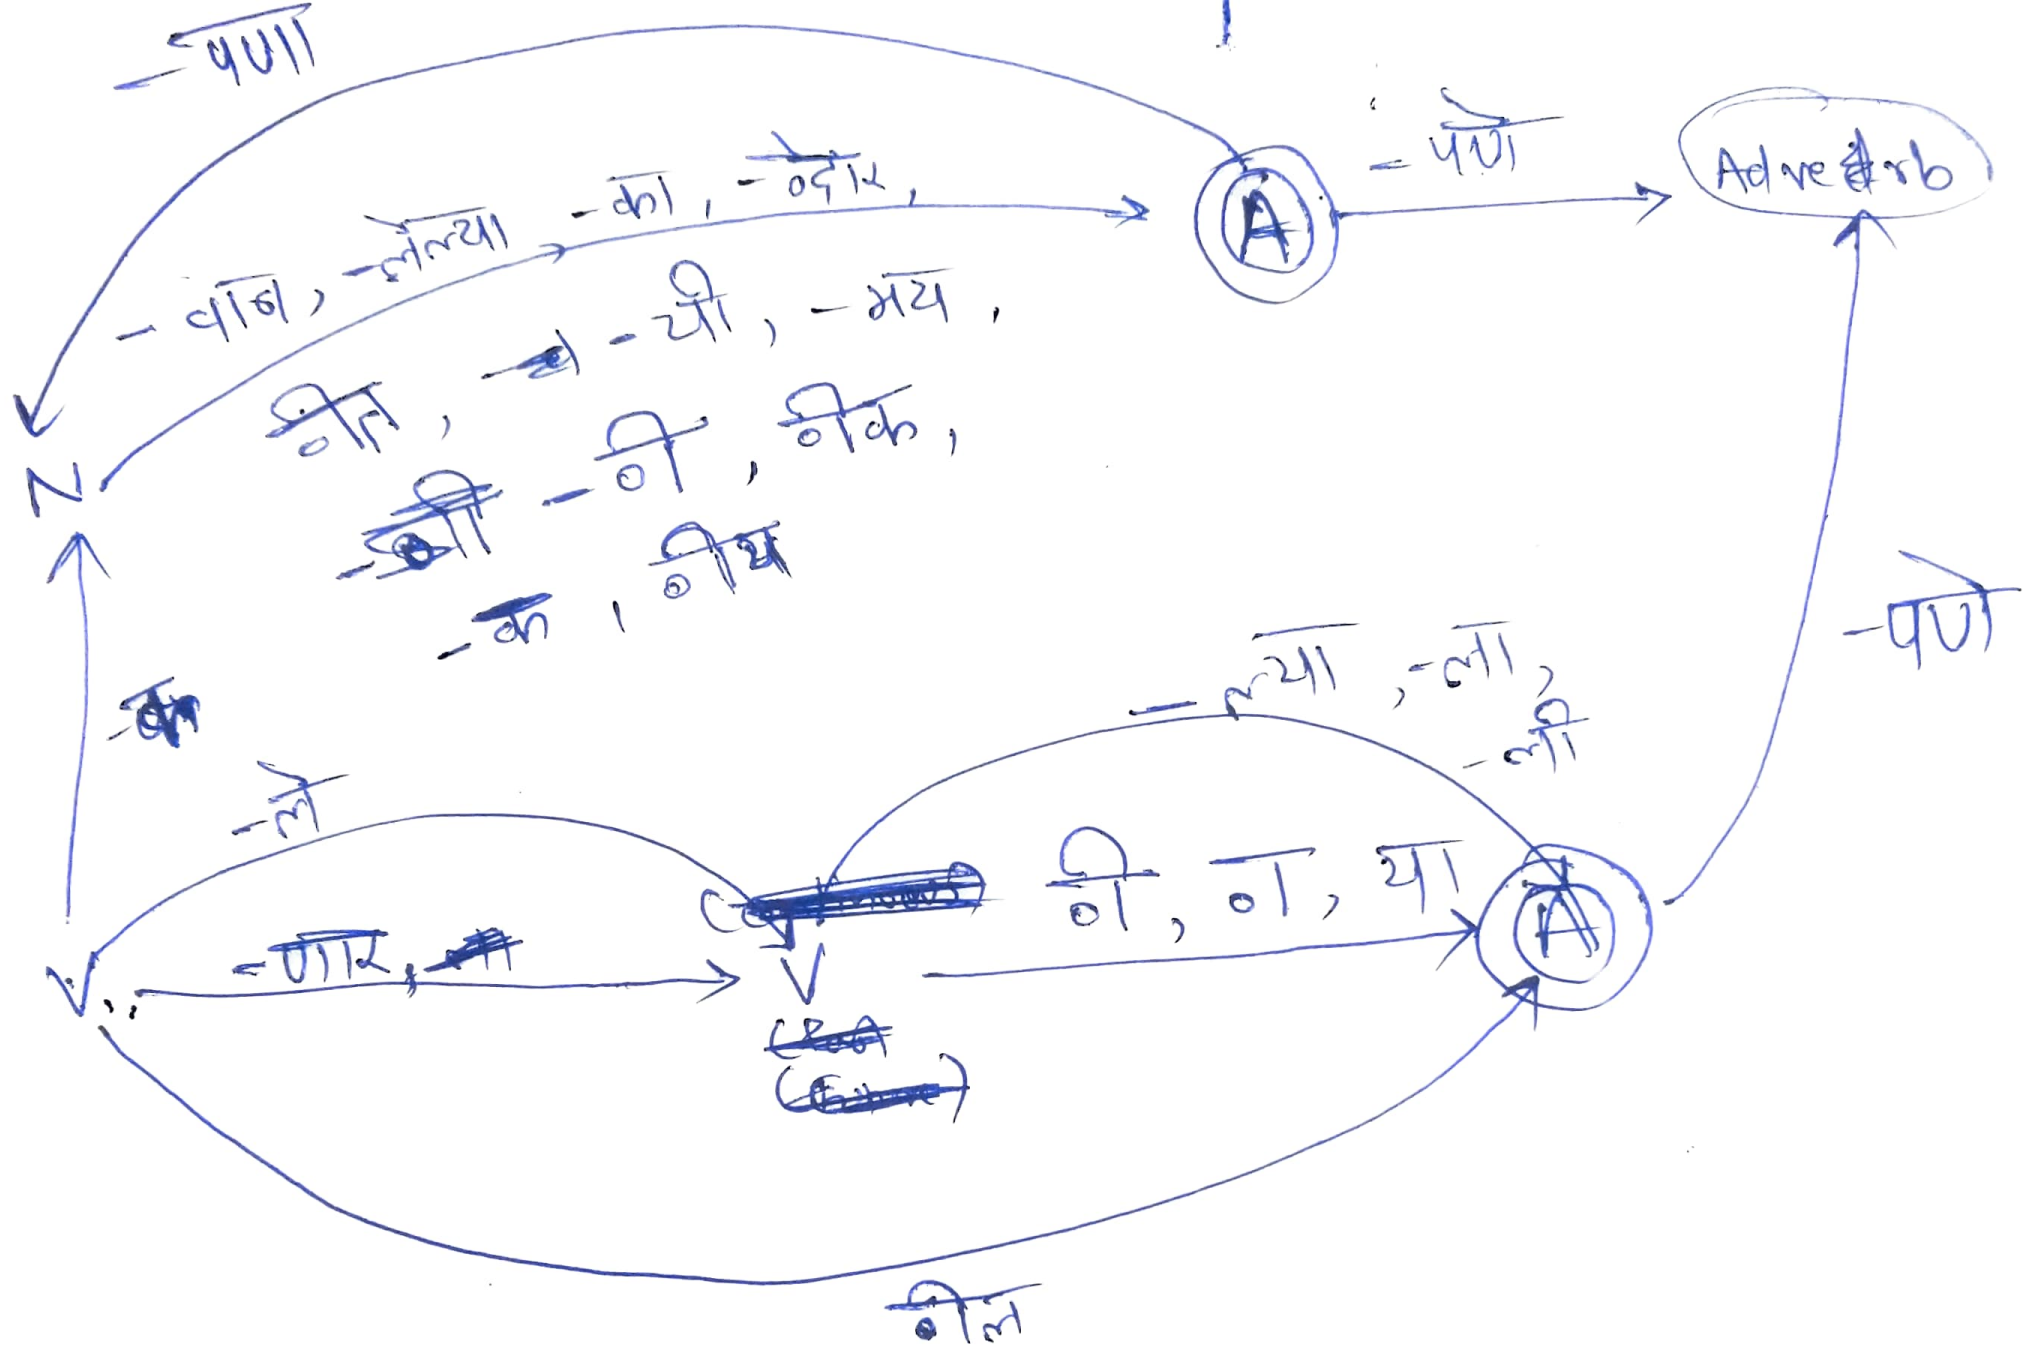 -पणा
-पणे
Adverb
-वान, -लेल्या -का, -ेदार,
A
ीत, -यी, -मय,
-ी, ीक,
N
-क, ीय
-पणे
-ल्या, -ला,
-ली
-ले
ी, ा, या
A
-णार,
V
V
ील